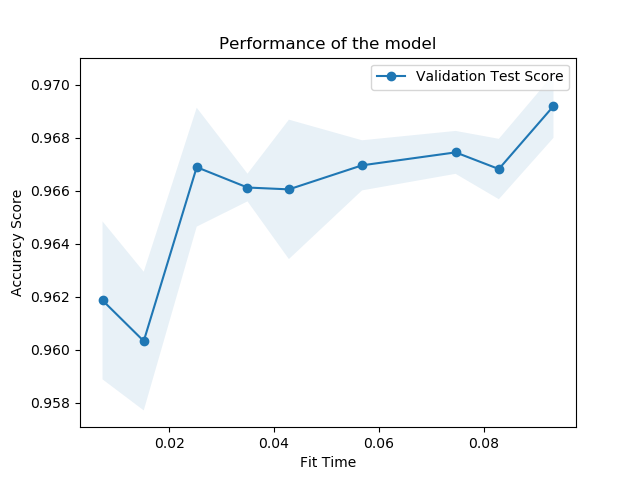 Performance of the model
Validation Test Score
0.970
0.968
0.966
0.964
0.962
0.960
0.958
Accuracy Score
0.02 0.04 0.06 0.08
Fit Time